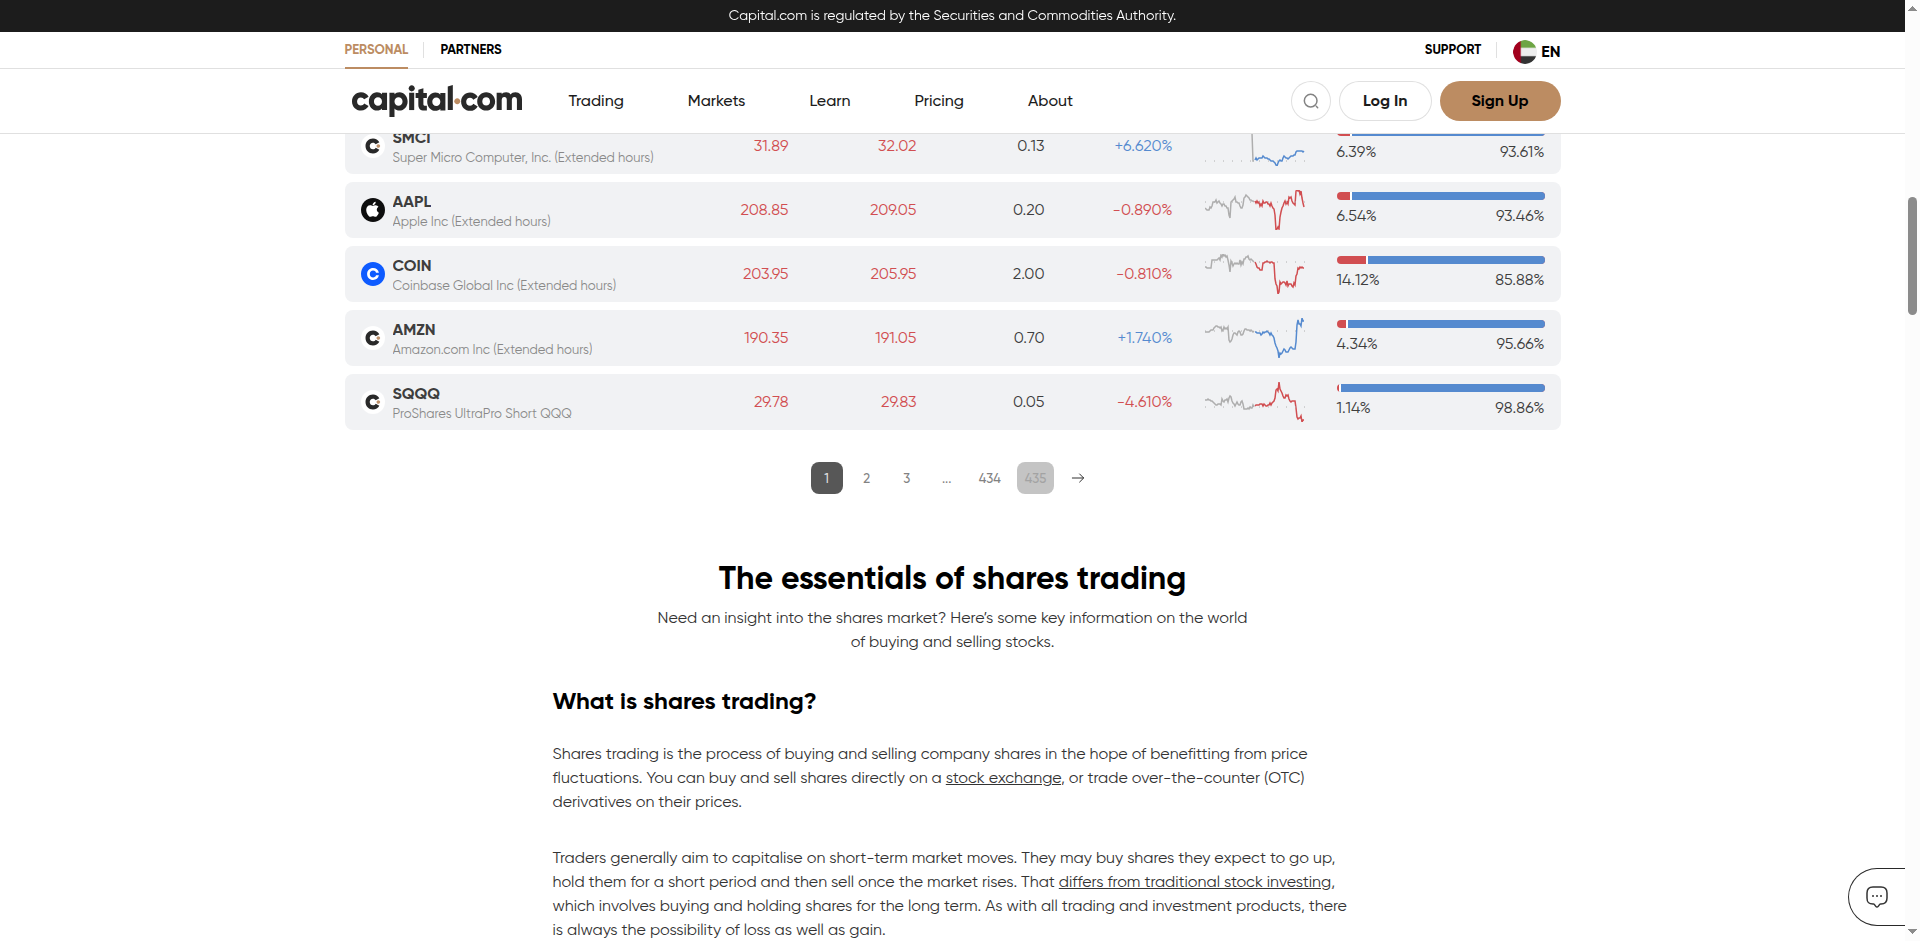 Capital.com is regulated by the Securities and Commodities Authority.
PERSONAL PARTNERS SUPPORT EN
capital.com Trading Markets Learn Pricing About Log In Sign Up
SMCI 31.89 32.02 0.13 +6.620% 6.39% 93.61%
Super Micro Computer, Inc. (Extended hours)
AAPL 208.85 209.05 0.20 -0.890% 6.54% 93.46%
Apple Inc (Extended hours)
COIN 203.95 205.95 2.00 -0.810% 14.12% 85.88%
Coinbase Global Inc (Extended hours)
AMZN 190.35 191.05 0.70 +1.740% 4.34% 95.66%
Amazon.com Inc (Extended hours)
SQQQ 29.78 29.83 0.05 -4.610% 1.14% 98.86%
ProShares UltraPro Short QQQ
1 2 3 ... 434 435
The essentials of shares trading
Need an insight into the shares market? Here's some key information on the world
of buying and selling stocks.
What is shares trading?
Shares trading is the process of buying and selling company shares in the hope of benefitting from price
fluctuations. You can buy and sell shares directly on a stock exchange, or trade over-the-counter (OTC)
derivatives on their prices.
Traders generally aim to capitalise on short-term market moves. They may buy shares they expect to go up,
hold them for a short period and then sell once the market rises. That differs from traditional stock investing,
which involves buying and holding shares for the long term. As with all trading and investment products, there
is always the possibility of loss as well as gain.